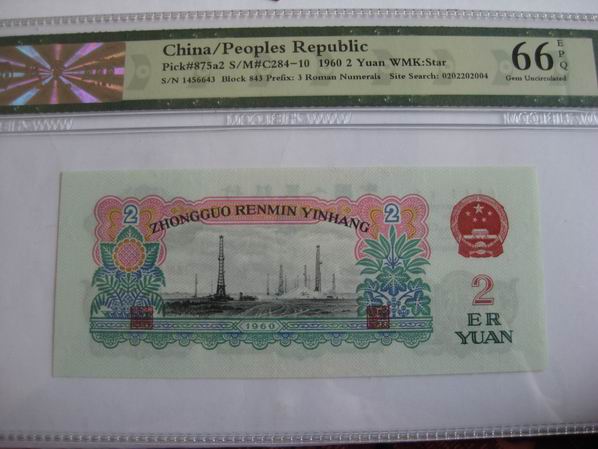 China/Peoples Republic
Pick#875a2 S/M#C284-10 1960 2 Yuan WMK:Star
S/N 1456643 Block 843 Prefix: 3 Roman Numerals Site Search: 0202202004
66 EPQ
Gem Uncirculated
2 2
ZHONGGUO RENMIN YINHANG
2
ER
YUAN
1960